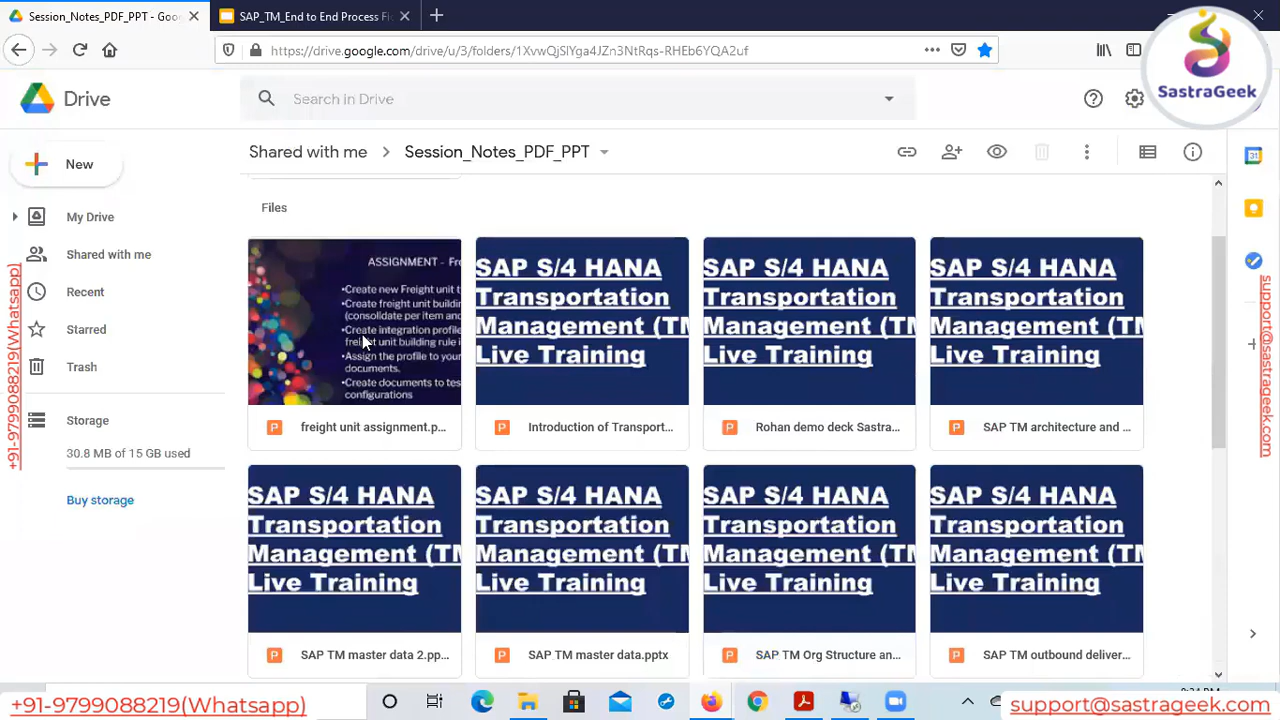 Session_Notes_PDF_PPT - Goo
SAP_TM_End to End Process Fl
https://drive.google.com/drive/u/3/folders/1XvwQjSlYga4JZn3NtRqs-RHEb6YQA2uf
SastraGeek
Drive
Search in Drive
New
My Drive
Shared with me
Recent
Starred
Trash
Storage
30.8 MB of 15 GB used
Buy storage
Shared with me
Session_Notes_PDF_PPT
Files
ASSIGNMENT - Fre
•Create new Freight unit t
•Create freight unit buildin
(consolidate per item and
•Create integration profile
freight unit building rule i
•Assign the profile to your
documents.
•Create documents to tes
configurations
freight unit assignment.p...
SAP S/4 HANA
Transportation
Management (TM
Live Training
Introduction of Transport...
SAP S/4 HANA
Transportation
Management (TM
Live Training
Rohan demo deck Sastra...
SAP S/4 HANA
Transportation
Management (TM
Live Training
SAP TM architecture and ...
SAP S/4 HANA
Transportation
Management (TM
Live Training
SAP TM master data 2.pp...
SAP S/4 HANA
Transportation
Management (TM
Live Training
SAP TM master data.pptx
SAP S/4 HANA
Transportation
Management (TM
Live Training
SAP TM Org Structure an...
SAP S/4 HANA
Transportation
Management (TM
Live Training
SAP TM outbound deliver...
+91-9799088219(Whatsapp)
support@sastrageek.com
+91-9799088219(Whatsapp)
support@sastrageek.com